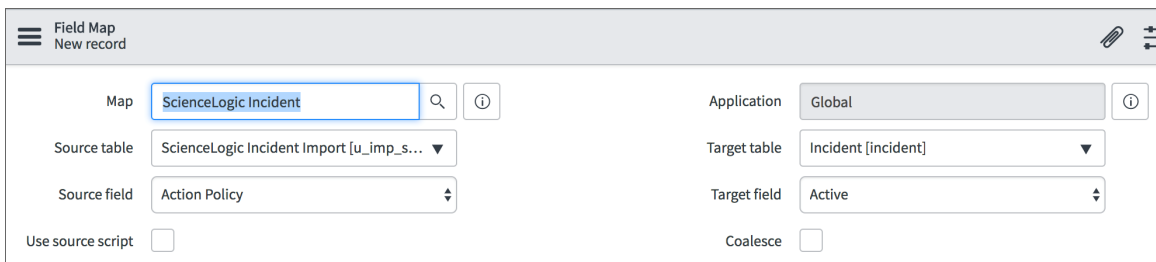 Field Map
New record
Map ScienceLogic Incident Application Global
Source table ScienceLogic Incident Import [u_imp_s... Target table Incident [incident]
Source field Action Policy Target field Active
Use source script Coalesce